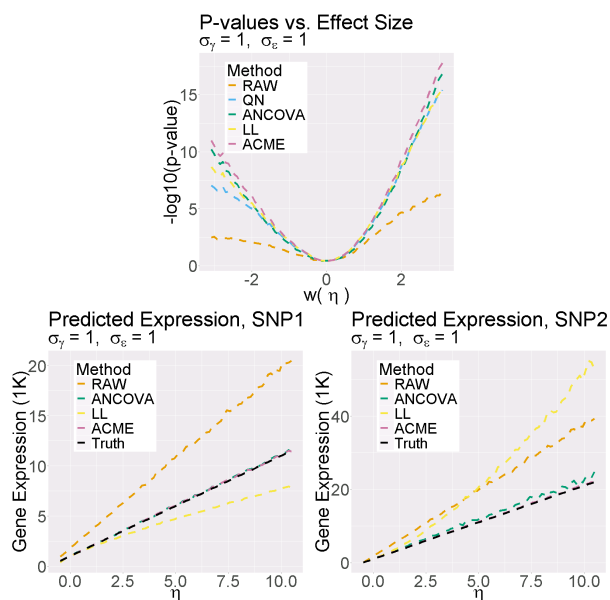 P-values vs. Effect Size
σγ = 1, σε = 1
Method
RAW
QN
ANCOVA
LL
ACME
15
10
5
0
-log10(p-value)
-2 0 2
w( η )
Predicted Expression, SNP1
σγ = 1, σε = 1
Method
RAW
ANCOVA
LL
ACME
Truth
20
15
10
5
0
Gene Expression (1K)
0.0 2.5 5.0 7.5 10.0
η
Predicted Expression, SNP2
σγ = 1, σε = 1
Method
RAW
ANCOVA
LL
ACME
Truth
40
20
0
Gene Expression (1K)
0.0 2.5 5.0 7.5 10.0
η